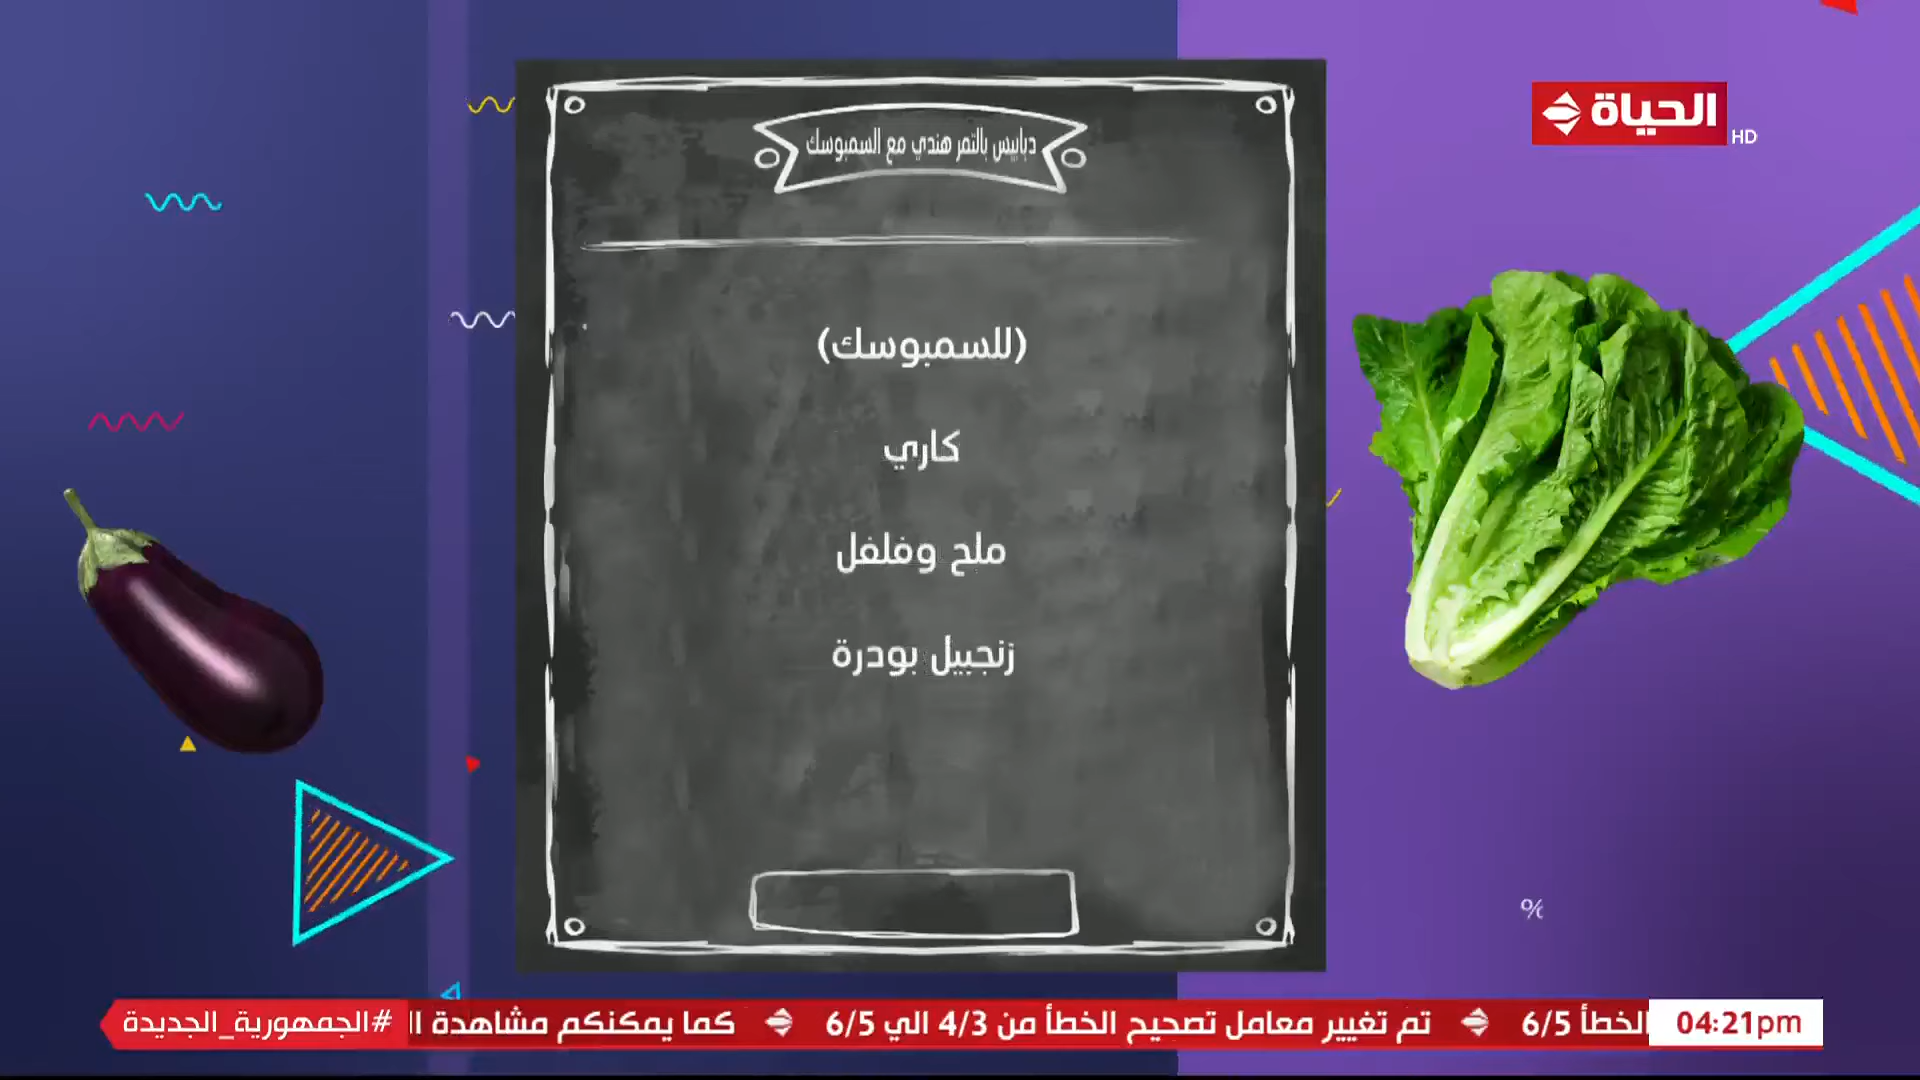 الحياة
HD
دبابيس بالتمر هندي مع السمبوسك
(للسمبوسك)
كاري
ملح وفلفل
زنجبيل بودرة
%
04:21pm
الخطأ 6/5
تم تغيير معامل تصحيح الخطأ من 4/3 الي 6/5
كما يمكنكم مشاهدة ال
#الجمهورية_الجديدة